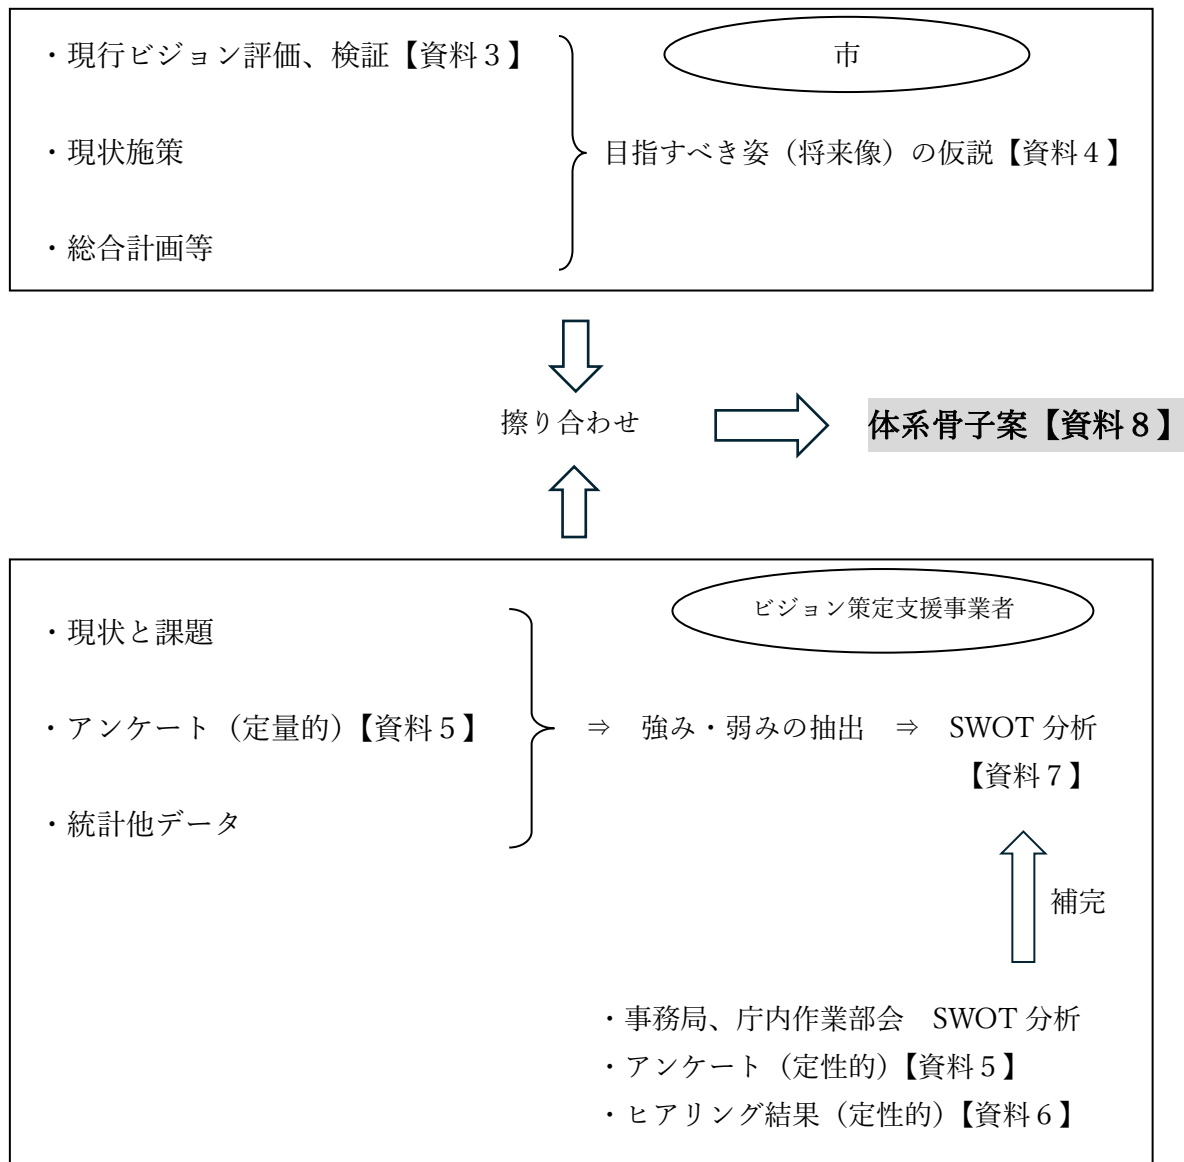 ・現行ビジョン評価、検証【資料３】
市
・現状施策
目指すべき姿（将来像）の仮説【資料４】
・総合計画等
擦り合わせ
体系骨子案【資料８】
ビジョン策定支援事業者
・現状と課題
・アンケート（定量的）【資料５】
⇒　強み・弱みの抽出　⇒　SWOT 分析
【資料７】
・統計他データ
補完
・事務局、庁内作業部会　SWOT 分析
・アンケート（定性的）【資料５】
・ヒアリング結果（定性的）【資料６】